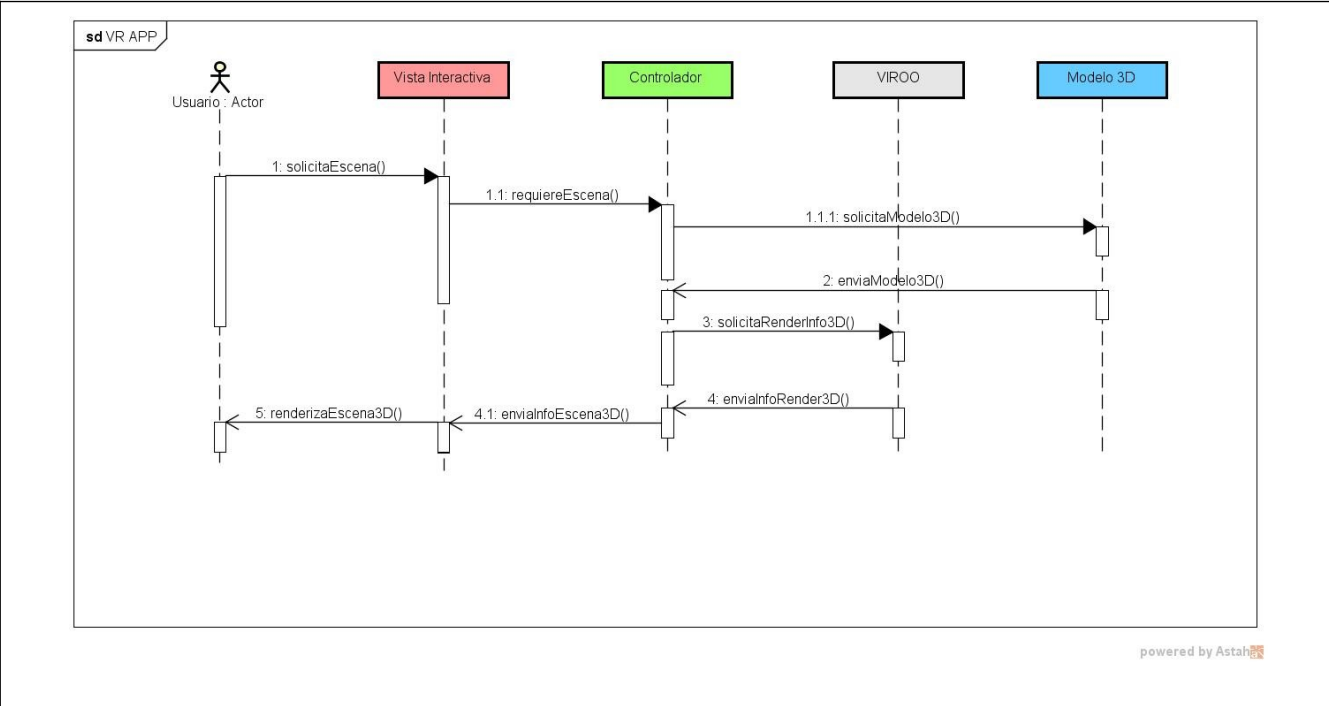 sd VR APP
Usuario : Actor
Vista Interactiva
Controlador
VIROO
Modelo 3D
1: solicitaEscena()
1.1: requiereEscena()
1.1.1: solicitaModelo3D()
2: enviaModelo3D()
3: solicitaRenderInfo3D()
4: enviaInfoRender3D()
4.1: enviaInfoEscena3D()
5: renderizaEscena3D()
powered by Astah